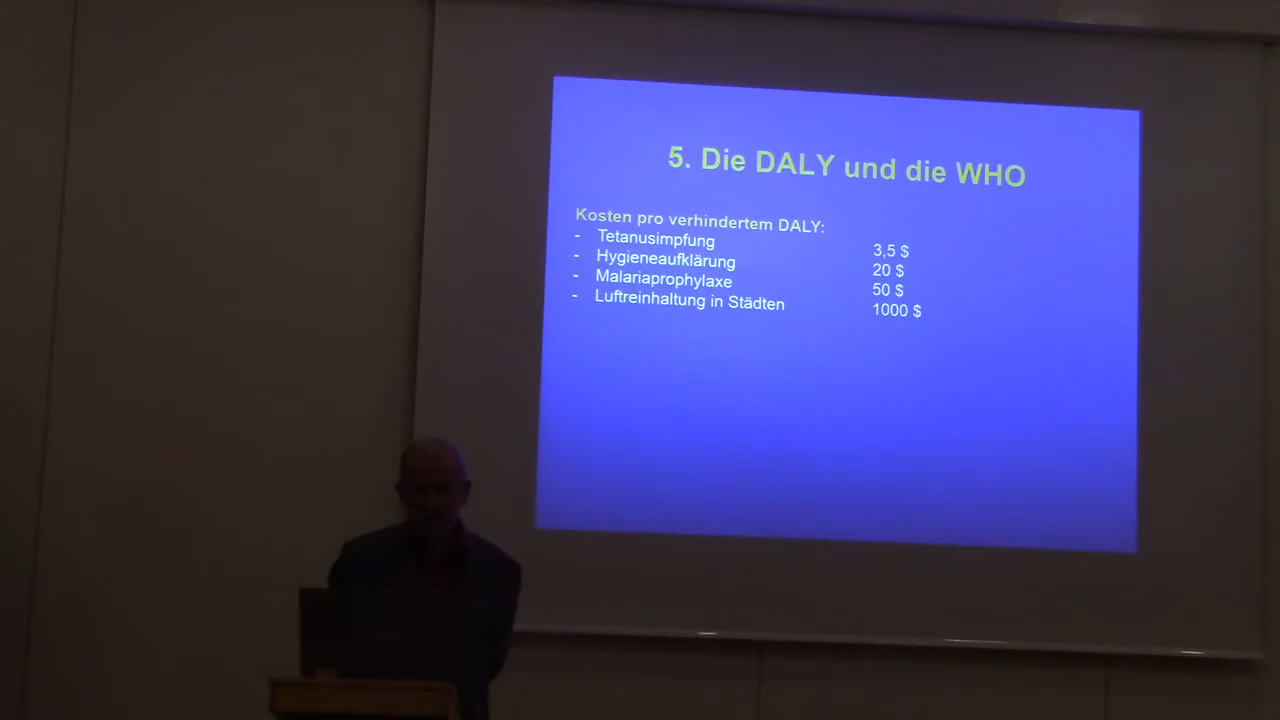 5. Die DALY und die WHO
Kosten pro verhindertem DALY:
- Tetanusimpfung 3,5 $
- Hygieneaufklärung 20 $
- Malariaprophylaxe 50 $
- Luftreinhaltung in Städten 1000 $